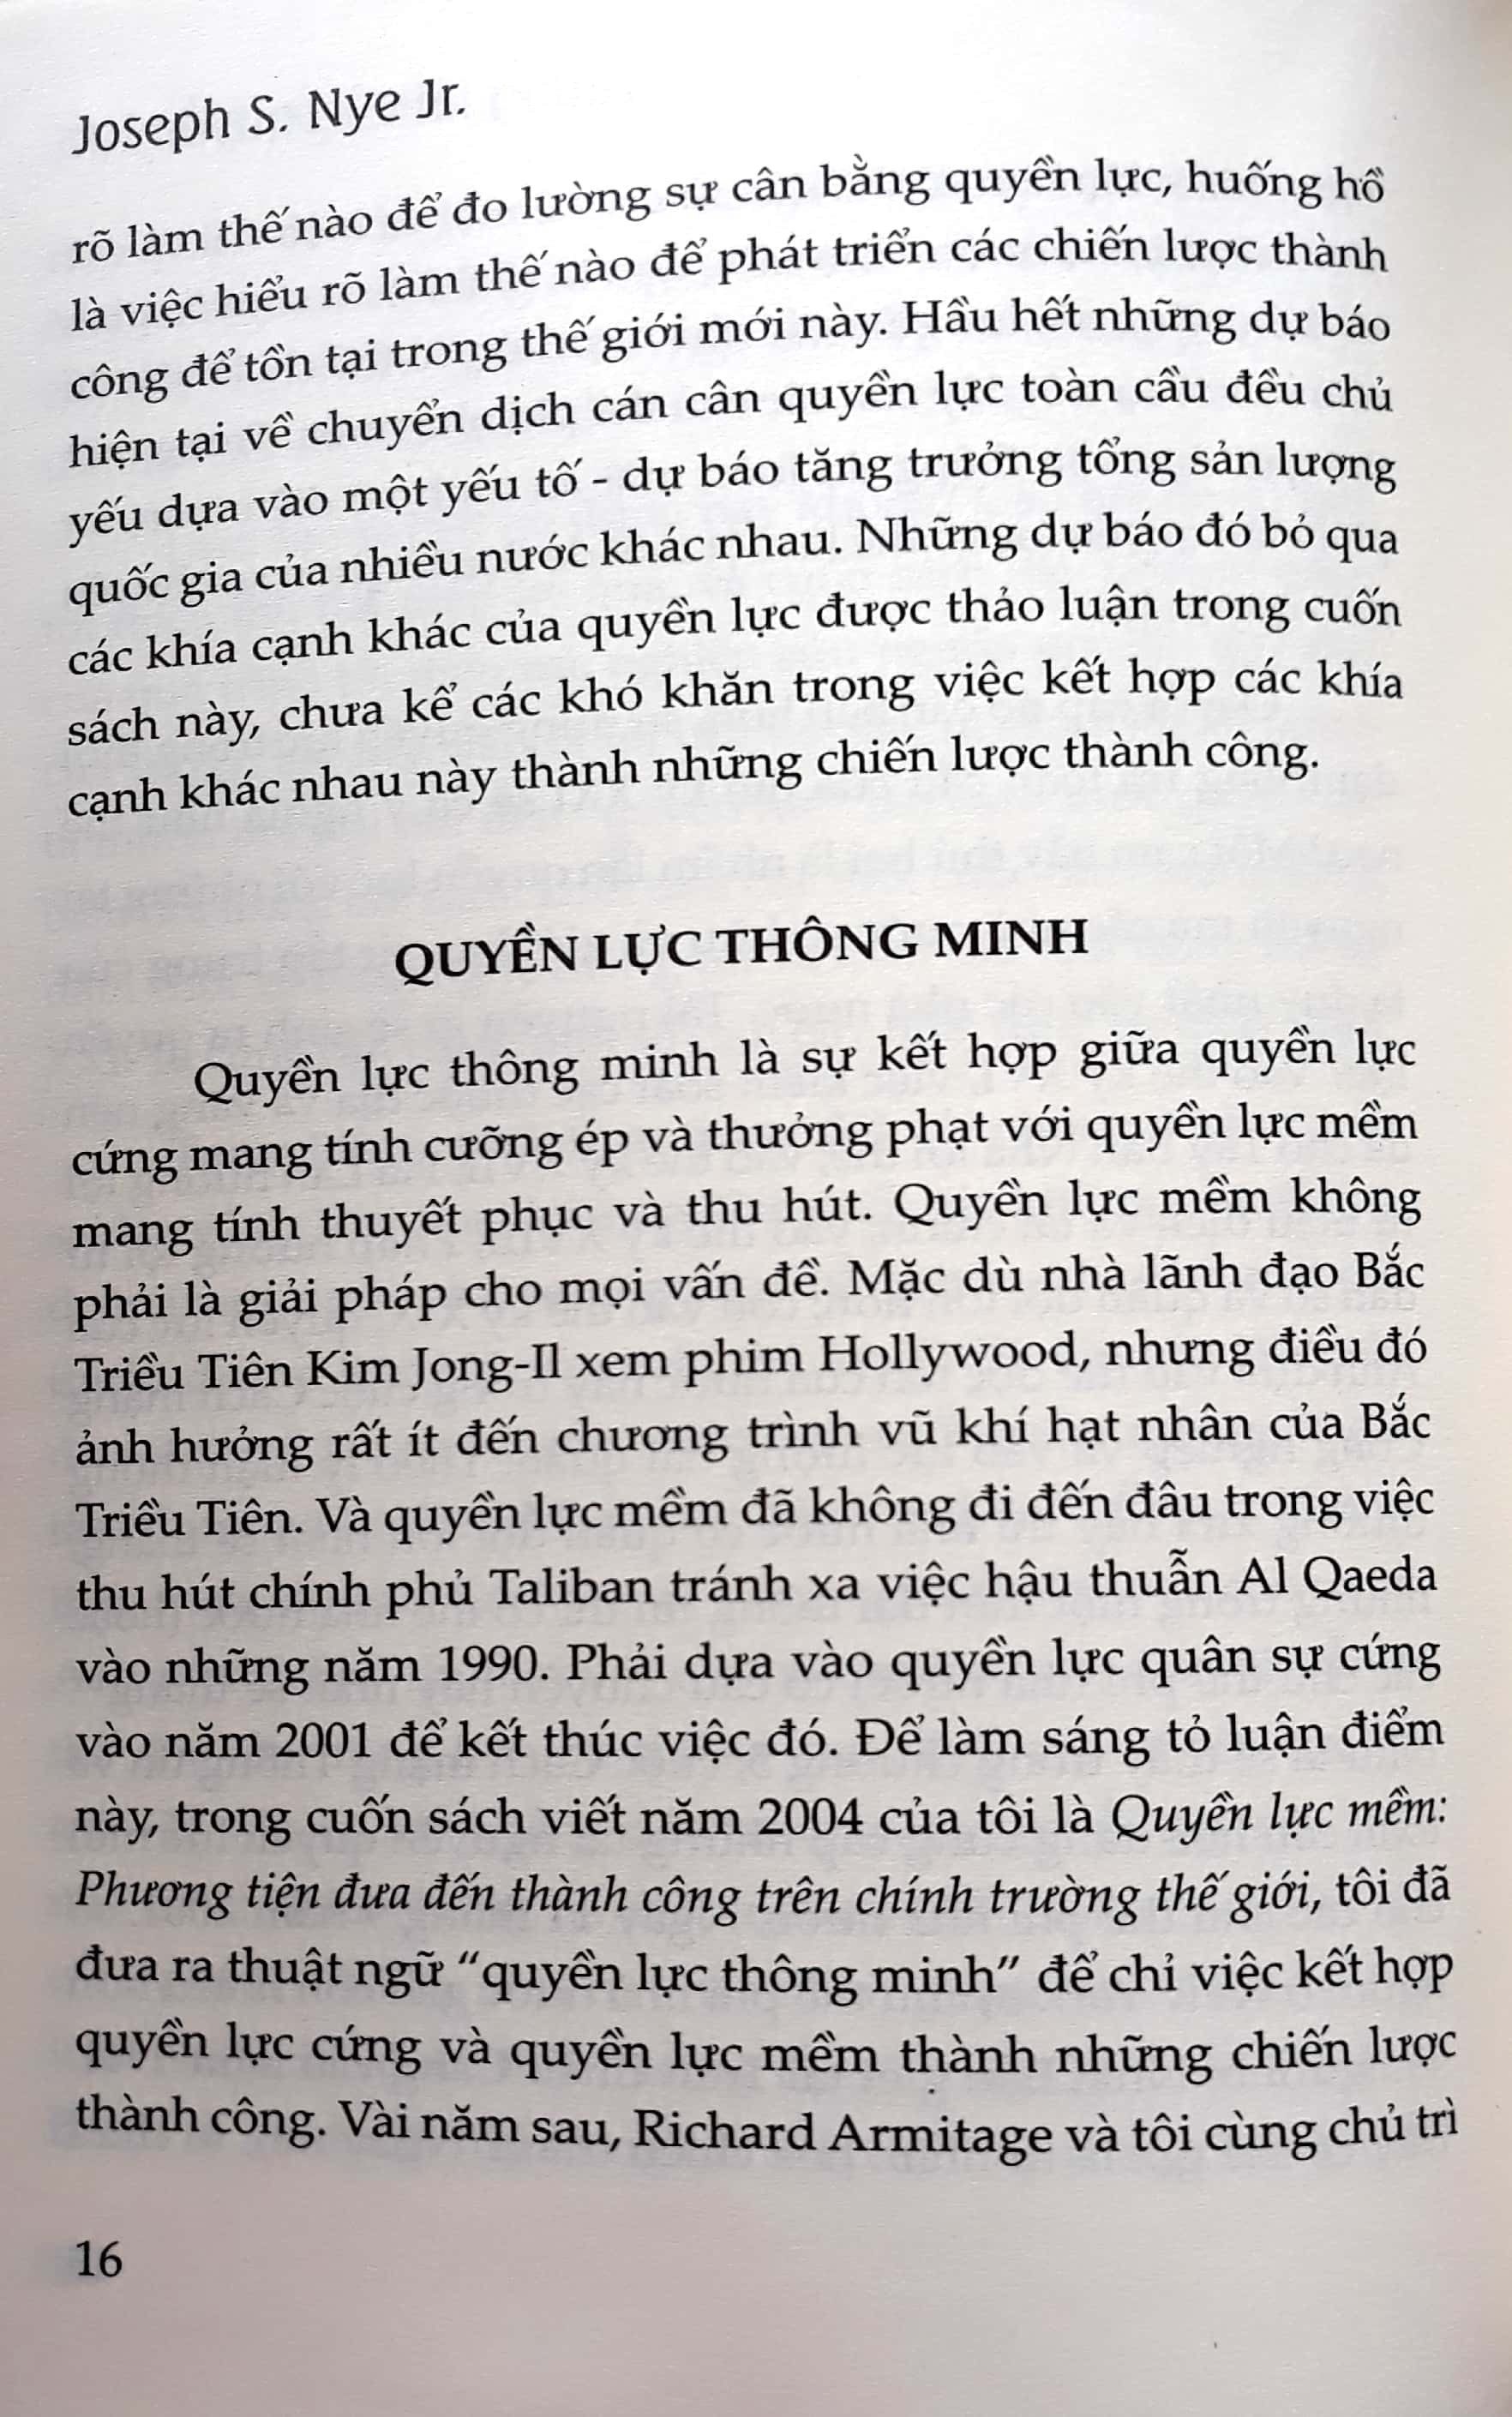 Joseph S. Nye Jr.
rõ làm thế nào để đo lường sự cân bằng quyền lực, huống hồ
là việc hiểu rõ làm thế nào để phát triển các chiến lược thành
công để tồn tại trong thế giới mới này. Hầu hết những dự báo
hiện tại về chuyển dịch cán cân quyền lực toàn cầu đều chủ
yếu dựa vào một yếu tố - dự báo tăng trưởng tổng sản lượng
quốc gia của nhiều nước khác nhau. Những dự báo đó bỏ qua
các khía cạnh khác của quyền lực được thảo luận trong cuốn
sách này, chưa kể các khó khăn trong việc kết hợp các khía
cạnh khác nhau này thành những chiến lược thành công.
QUYỀN LỰC THÔNG MINH
Quyền lực thông minh là sự kết hợp giữa quyền lực
cứng mang tính cưỡng ép và thưởng phạt với quyền lực mềm
mang tính thuyết phục và thu hút. Quyền lực mềm không
phải là giải pháp cho mọi vấn đề. Mặc dù nhà lãnh đạo Bắc
Triều Tiên Kim Jong-Il xem phim Hollywood, nhưng điều đó
ảnh hưởng rất ít đến chương trình vũ khí hạt nhân của Bắc
Triều Tiên. Và quyền lực mềm đã không đi đến đâu trong việc
thu hút chính phủ Taliban tránh xa việc hậu thuẫn Al Qaeda
vào những năm 1990. Phải dựa vào quyền lực quân sự cứng
vào năm 2001 để kết thúc việc đó. Để làm sáng tỏ luận điểm
này, trong cuốn sách viết năm 2004 của tôi là Quyền lực mềm:
Phương tiện đưa đến thành công trên chính trường thế giới, tôi đã
đưa ra thuật ngữ “quyền lực thông minh” để chỉ việc kết hợp
quyền lực cứng và quyền lực mềm thành những chiến lược
thành công. Vài năm sau, Richard Armitage và tôi cùng chủ trì
16